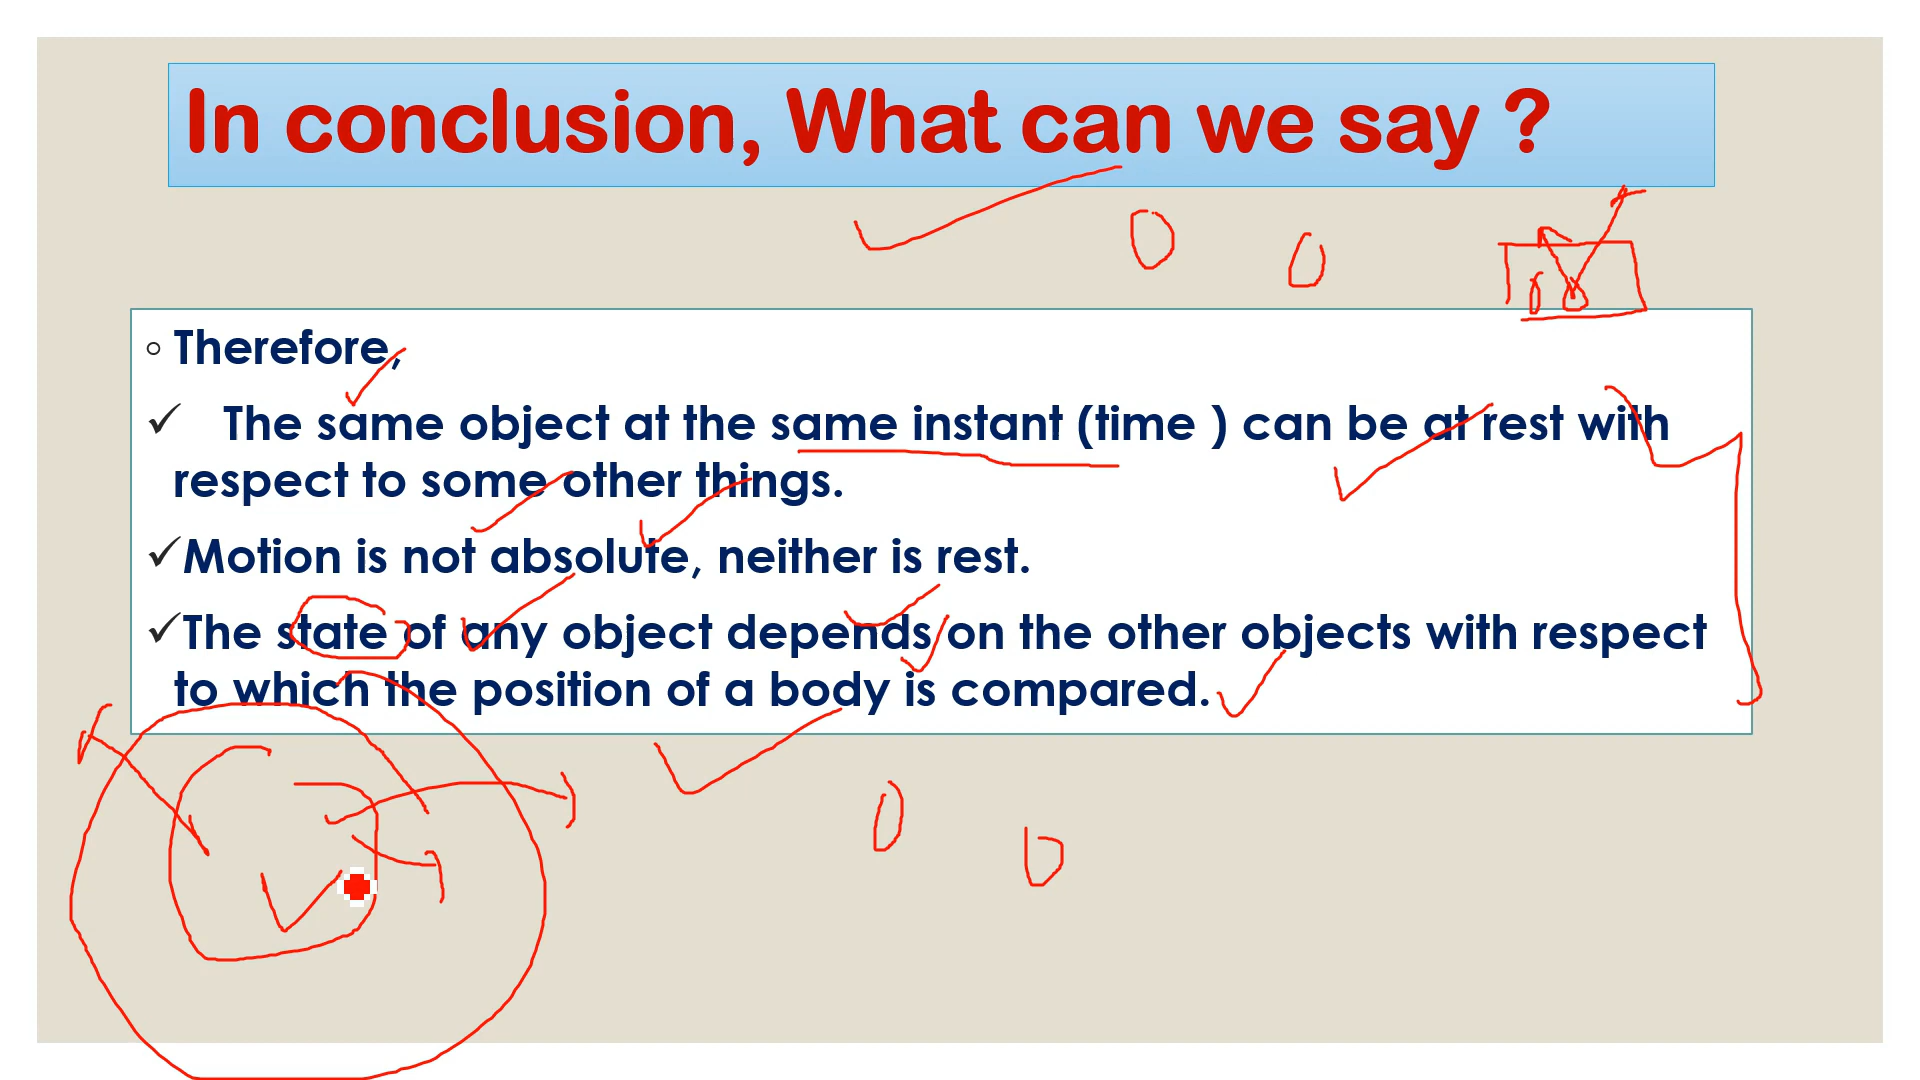 In conclusion, What can we say ?
Therefore,
The same object at the same instant (time ) can be at rest with
respect to some other things.
Motion is not absolute, neither is rest.
The state of any object depends on the other objects with respect
to which the position of a body is compared.